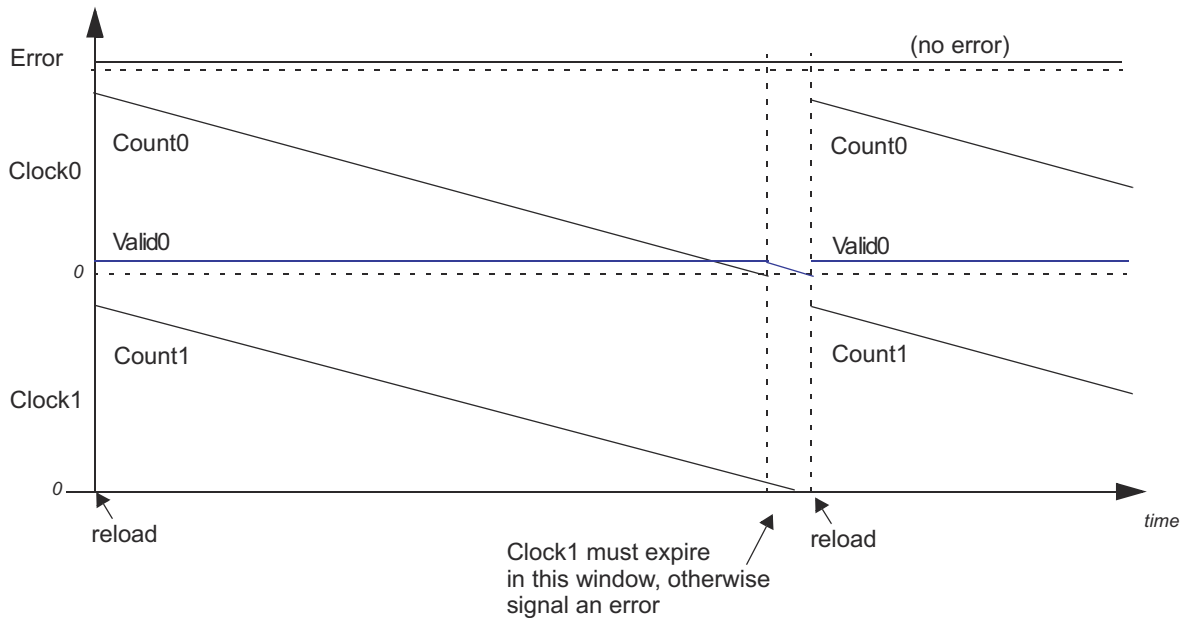 (no error)
Error
Count0
Count0
Clock0
Valid0
Valid0
0
Count1
Count1
Clock1
0
time
reload
reload
Clock1 must expire
in this window, otherwise
signal an error